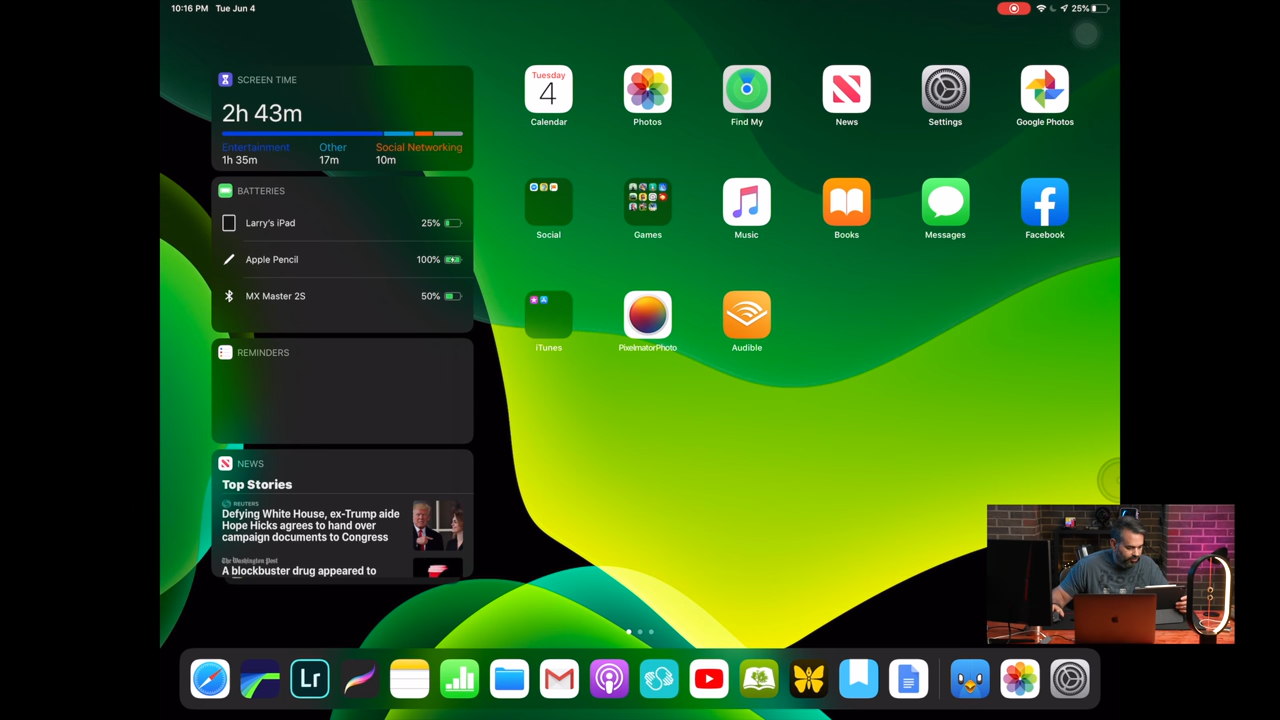 10:16 PM Tue Jun 4
25%
SCREEN TIME
2h 43m
Entertainment Other Social Networking
1h 35m 17m 10m
BATTERIES
Larry's iPad 25%
Apple Pencil 100%
MX Master 2S 50%
REMINDERS
NEWS
Top Stories
REUTERS
Defying White House, ex-Trump aide
Hope Hicks agrees to hand over
campaign documents to Congress
The Washington Post
A blockbuster drug appeared to
Tuesday
4
Calendar Photos Find My News Settings Google Photos
Social Games Music Books Messages Facebook
iTunes PixelmatorPhoto Audible
Lr